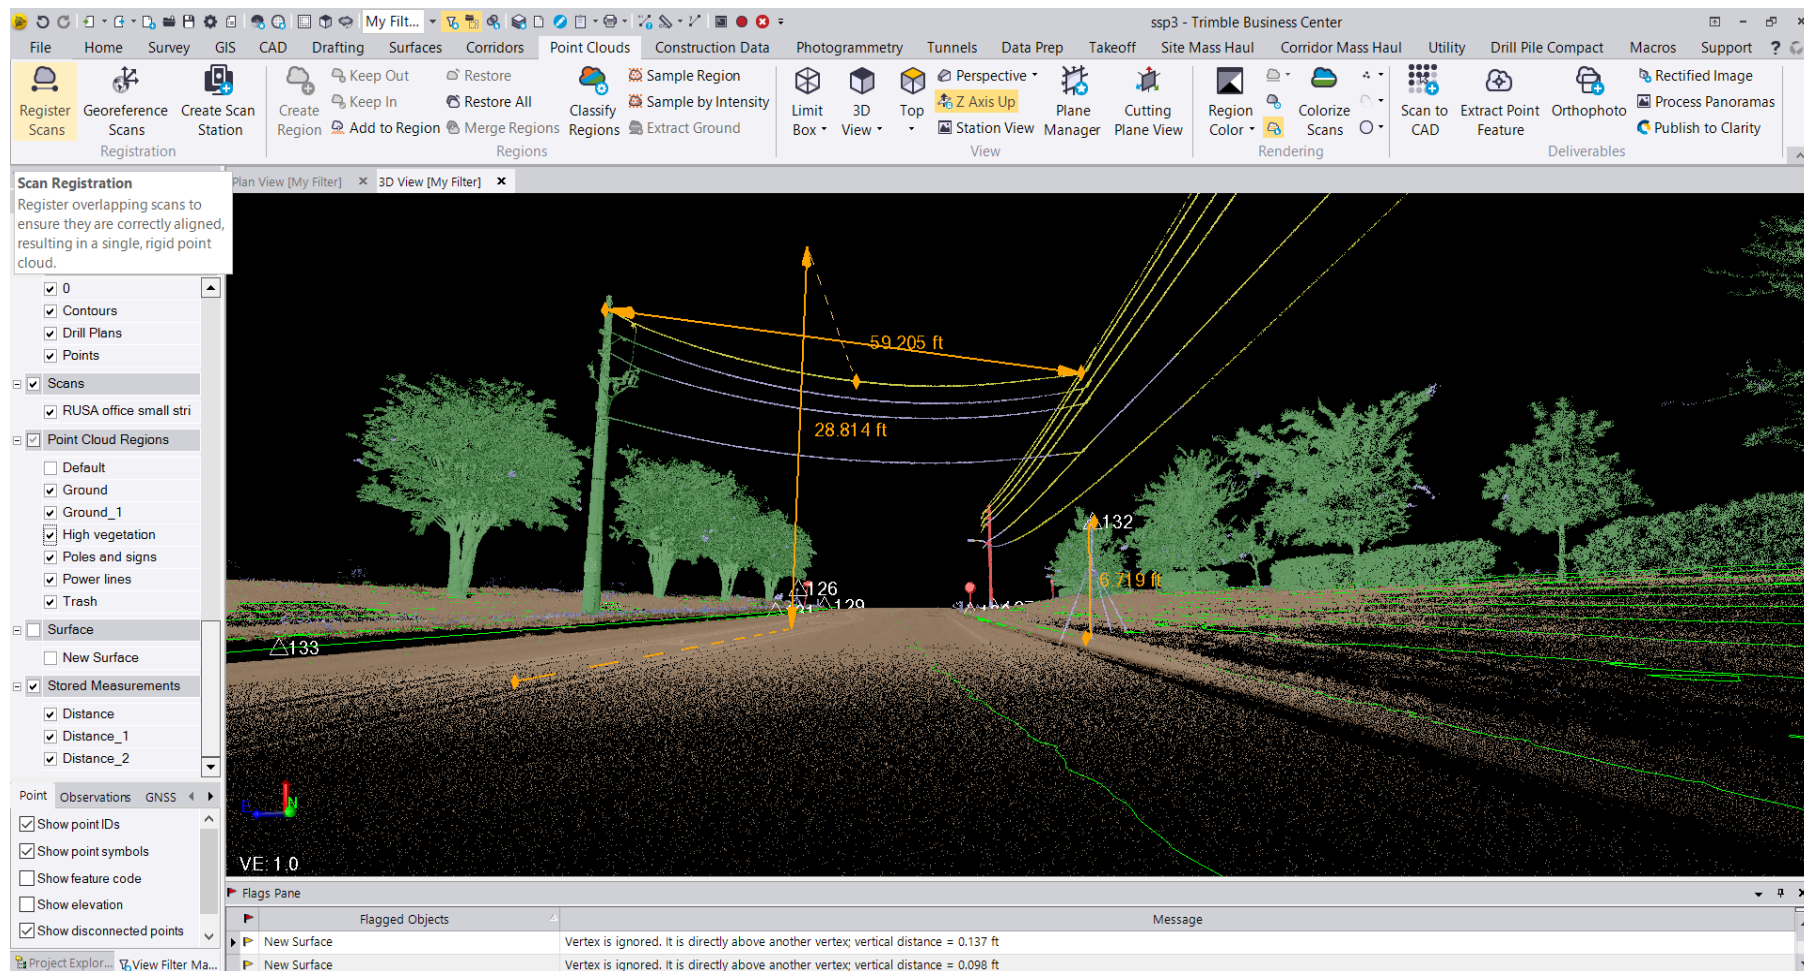 My Filt...
ssp3 - Trimble Business Center
File Home Survey GIS CAD Drafting Surfaces Corridors Point Clouds Construction Data Photogrammetry Tunnels Data Prep Takeoff Site Mass Haul Corridor Mass Haul Utility Drill Pile Compact Macros Support ?
Register Scans
Georeference Scans
Create Scan Station
Registration
Create Region
Keep Out
Keep In
Add to Region
Restore
Restore All
Merge Regions
Classify Regions
Sample Region
Sample by Intensity
Extract Ground
Regions
Limit Box
3D View
Top
Perspective
Z Axis Up
Station View
Plane Manager
Cutting Plane View
View
Region Color
Colorize Scans
Rendering
Scan to CAD
Extract Point Feature
Orthophoto
Rectified Image
Process Panoramas
Publish to Clarity
Deliverables
Scan Registration
Register overlapping scans to
ensure they are correctly aligned,
resulting in a single, rigid point
cloud.
Plan View [My Filter]
3D View [My Filter]
0
Contours
Drill Plans
Points
Scans
RUSA office small stri
Point Cloud Regions
Default
Ground
Ground_1
High vegetation
Poles and signs
Power lines
Trash
Surface
New Surface
Stored Measurements
Distance
Distance_1
Distance_2
Point Observations GNSS
Show point IDs
Show point symbols
Show feature code
Show elevation
Show disconnected points
Project Explor...
View Filter Ma...
59.205 ft
28.814 ft
132
6.719 ft
126
129
133
N
VE: 1.0
Flags Pane
Flagged Objects Message
New Surface Vertex is ignored. It is directly above another vertex; vertical distance = 0.137 ft
New Surface Vertex is ignored. It is directly above another vertex; vertical distance = 0.098 ft